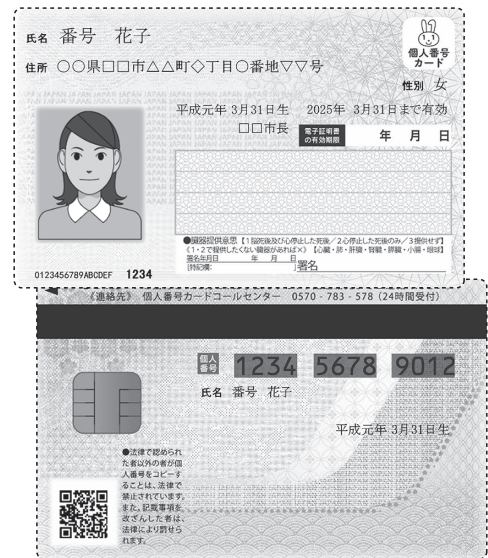 氏名 番号 花子
個人番号
カード
住所 〇〇県□□市△△町◇丁目〇番地▽▽号
性別 女
平成元年 3月31日生 2025年 3月31日まで有効
□□市長 電子証明書の有効期限 年 月 日
●臓器提供意思【1脳死後及び心停止した死後／2心停止した死後のみ／3提供せず】
《1・2で提供したくない臓器があれば×》【心臓・肺・肝臓・腎臓・膵臓・小腸・眼球】
署名年月日 年 月 日
[特記欄: ]署名
0123456789ABCDEF 1234
《連絡先》 個人番号カードコールセンター 0570-783-578（24時間受付）
個人番号 1234 5678 9012
氏名 番号 花子
平成元年 3月31日生
●法律で認められ
た者以外の者が個
人番号をコピーす
ることは、法律で
禁止されています。
また、記載事項を
改ざんした者は、
法律により罰せら
れます。